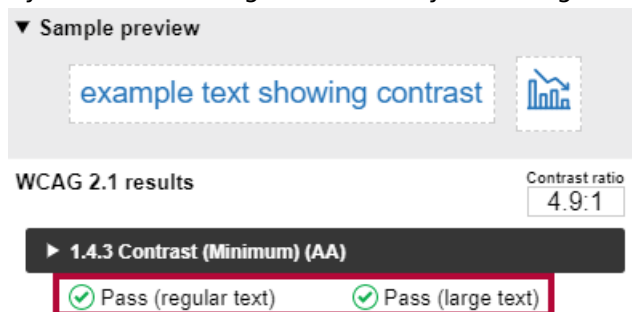 ▼ Sample preview
example text showing contrast
WCAG 2.1 results
Contrast ratio
4.9:1
▶ 1.4.3 Contrast (Minimum) (AA)
Pass (regular text) Pass (large text)